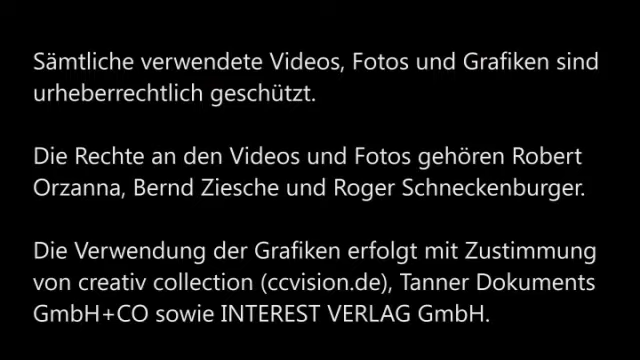 Sämtliche verwendete Videos, Fotos und Grafiken sind
urheberrechtlich geschützt.
Die Rechte an den Videos und Fotos gehören Robert
Orzanna, Bernd Ziesche und Roger Schneckenburger.
Die Verwendung der Grafiken erfolgt mit Zustimmung
von creativ collection (ccvision.de), Tanner Dokuments
GmbH+CO sowie INTEREST VERLAG GmbH.